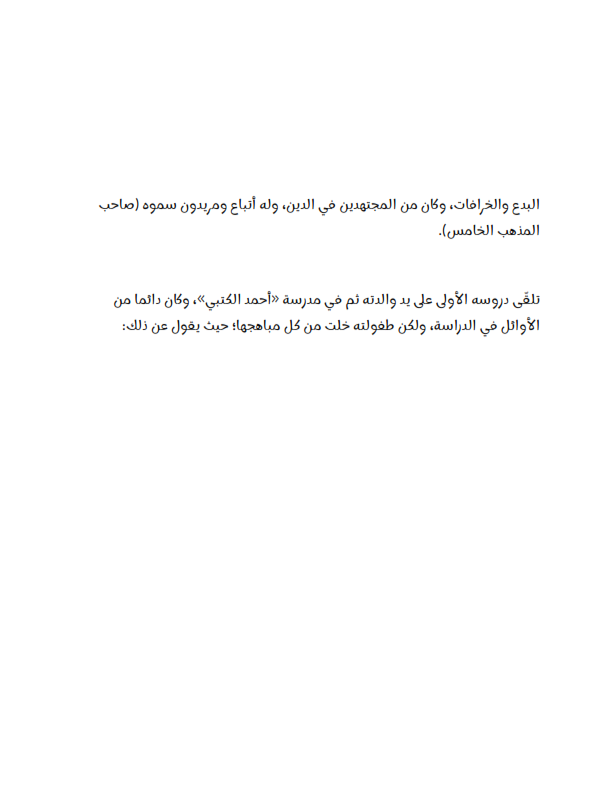 البدع والخرافات، وكان من المجتهدين في الدين، وله أتباع ومريدون سموه (صاحب
المذهب الخامس).
تلقَّى دروسه الأولى على يد والدته ثم في مدرسة «أحمد الكتبي»، وكان دائما من
الأوائل في الدراسة، ولكن طفولته خلت من كل مباهجها؛ حيث يقول عن ذلك: